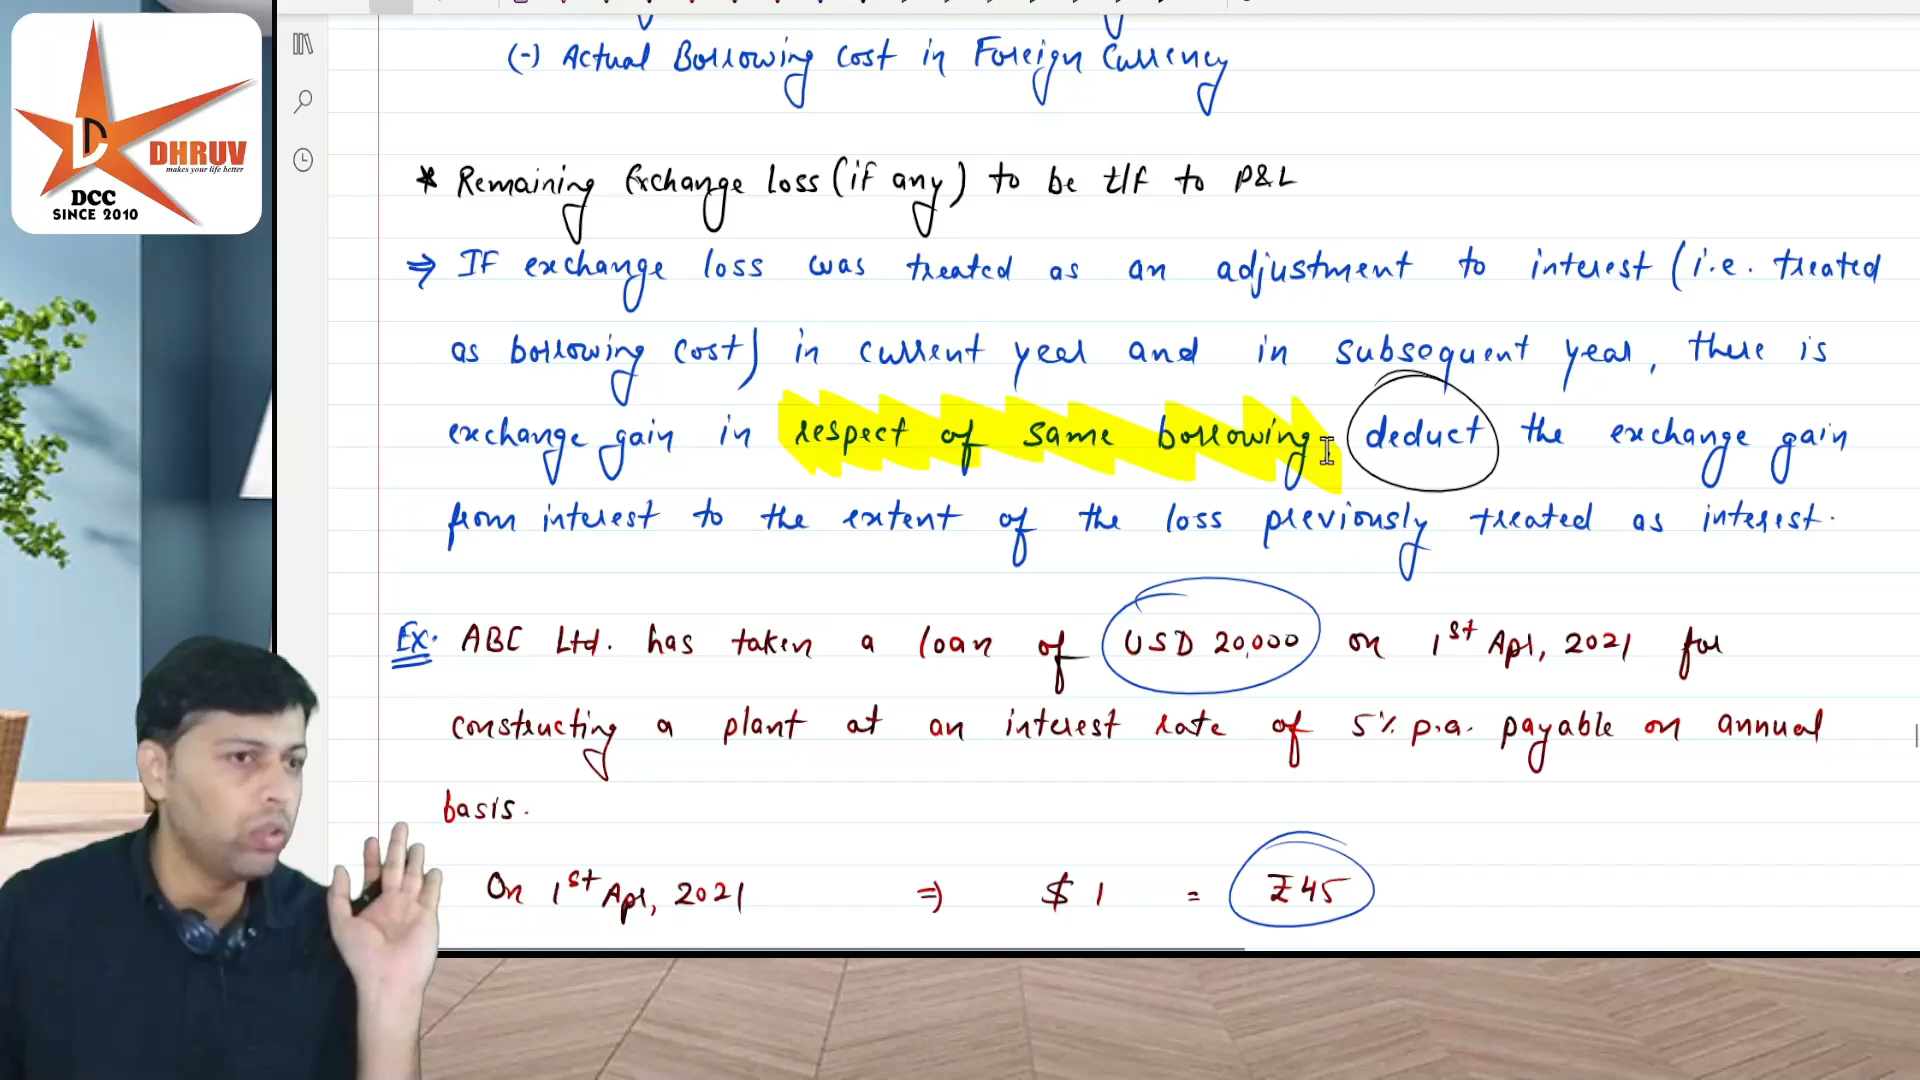 (-) Actual Borrowing Cost in Foreign Currency
* Remaining Exchange loss (if any) to be t/f to P&L
⇒ IF exchange loss was treated as an adjustment to interest (i.e. treated
as borrowing cost) in current year and in subsequent year, there is
exchange gain in respect of same borrowing, deduct the exchange gain
from interest to the extent of the loss previously treated as interest.
Ex: ABC Ltd. has taken a loan of USD 20,000 on 1st Apr, 2021 for
constructing a plant at an interest rate of 5% p.a. payable on annual
basis.
On 1st Apr, 2021 ⇒ $ 1 = ₹45
DC
DHRUV
makes your life better
DCC
SINCE 2010